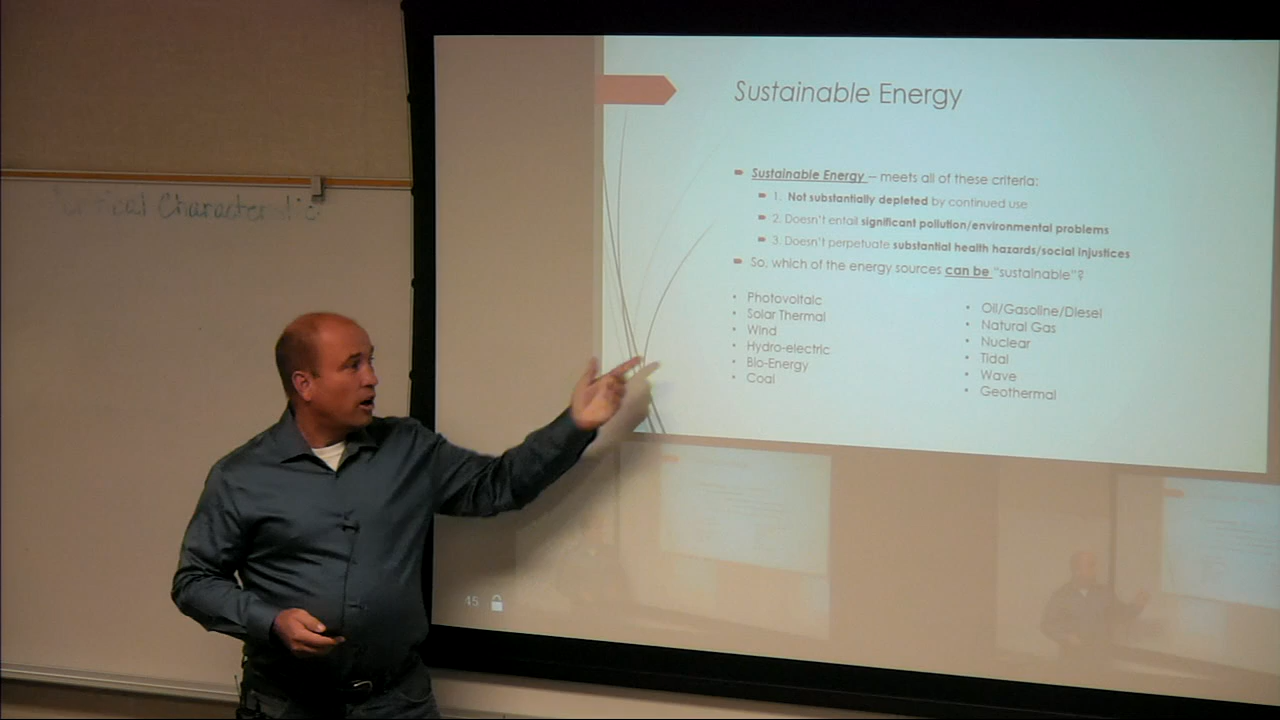 Critical Characteristic
Sustainable Energy
Sustainable Energy – meets all of these criteria:
1. Not substantially depleted by continued use
2. Doesn't entail significant pollution/environmental problems
3. Doesn't perpetuate substantial health hazards/social injustices
So, which of the energy sources can be "sustainable"?
• Photovoltaic
• Solar Thermal
• Wind
• Hydro-electric
• Bio-Energy
• Coal
• Oil/Gasoline/Diesel
• Natural Gas
• Nuclear
• Tidal
• Wave
• Geothermal
45